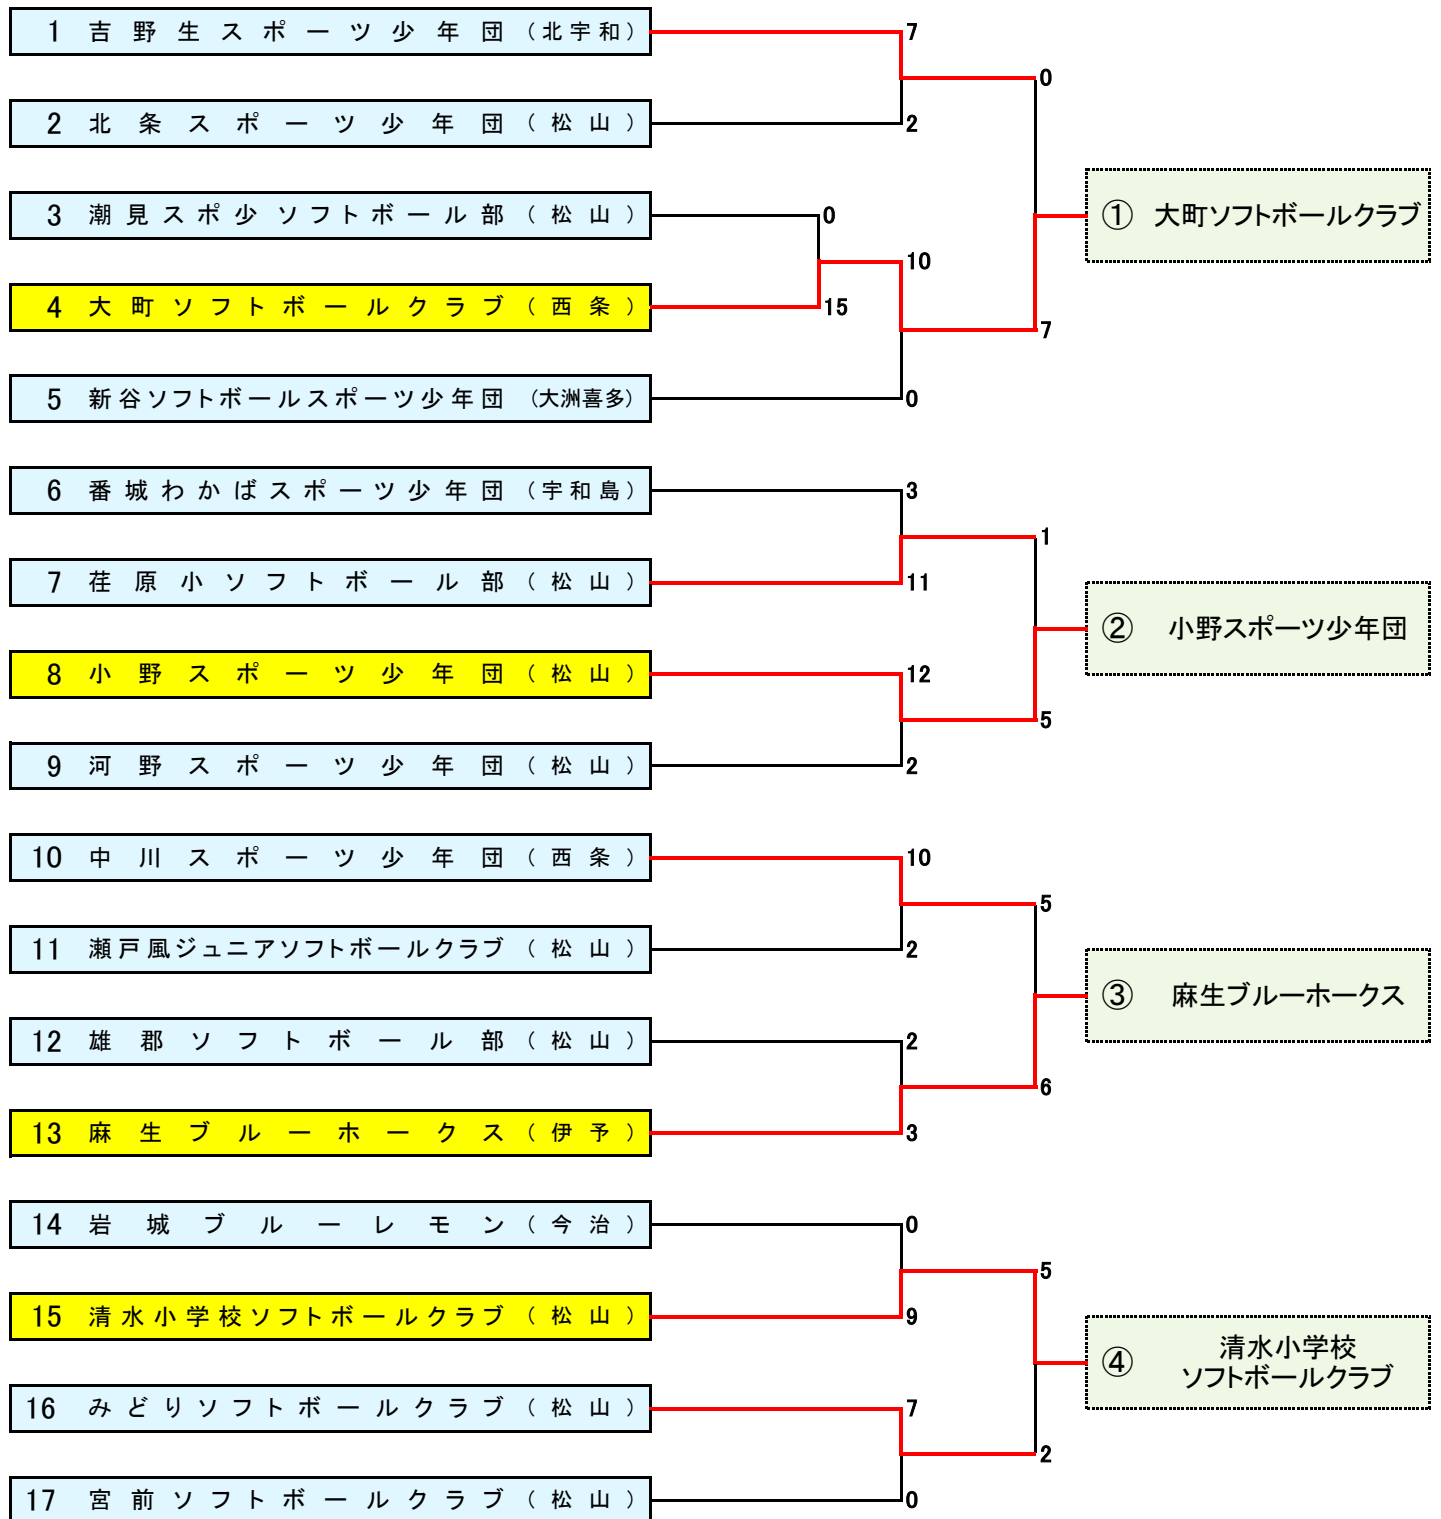 1 吉野生スポーツ少年団（北宇和）
7
0
2 北条スポーツ少年団（松山）
2
① 大町ソフトボールクラブ
3 潮見スポ少ソフトボール部（松山）
0
10
4 大町ソフトボールクラブ（西条）
15
7
5 新谷ソフトボールスポーツ少年団（大洲喜多）
0
6 番城わかばスポーツ少年団（宇和島）
3
1
7 荏原小ソフトボール部（松山）
11
② 小野スポーツ少年団
8 小野スポーツ少年団（松山）
12
5
9 河野スポーツ少年団（松山）
2
10 中川スポーツ少年団（西条）
10
5
11 瀬戸風ジュニアソフトボールクラブ（松山）
2
③ 麻生ブルーホークス
12 雄郡ソフトボール部（松山）
2
6
13 麻生ブルーホークス（伊予）
3
14 岩城ブルーレモン（今治）
0
5
15 清水小学校ソフトボールクラブ（松山）
9
④ 清水小学校
ソフトボールクラブ
16 みどりソフトボールクラブ（松山）
7
2
17 宮前ソフトボールクラブ（松山）
0